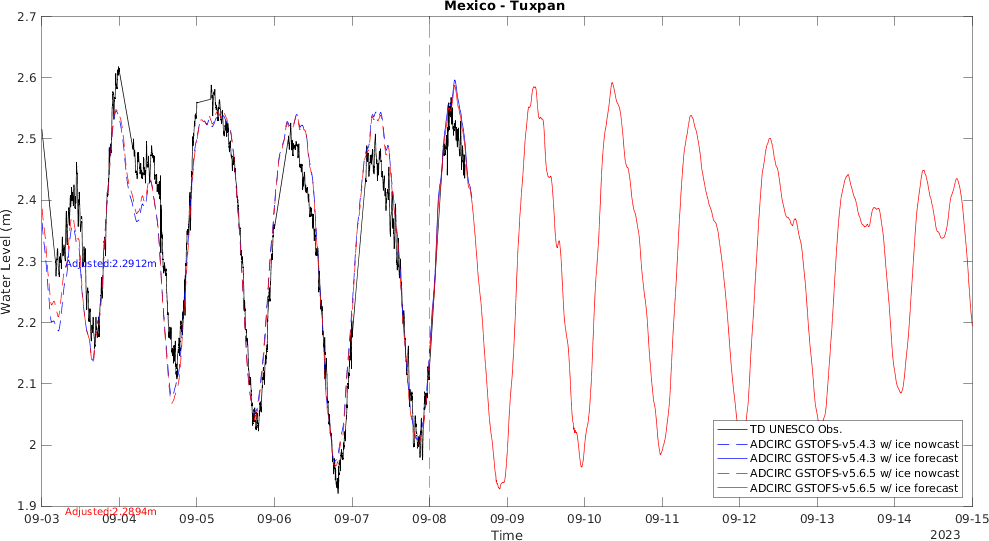 Mexico - Tuxpan
2.7
2.6
2.5
2.4
2.3
2.2
2.1
2
1.9
Water Level (m)
Adjusted:2.2912m
Adjusted:2.2894m
TD UNESCO Obs.
ADCIRC GSTOFS-v5.4.3 w/ ice nowcast
ADCIRC GSTOFS-v5.4.3 w/ ice forecast
ADCIRC GSTOFS-v5.6.5 w/ ice nowcast
ADCIRC GSTOFS-v5.6.5 w/ ice forecast
09-03 09-04 09-05 09-06 09-07 09-08 09-09 09-10 09-11 09-12 09-13 09-14 09-15
Time
2023